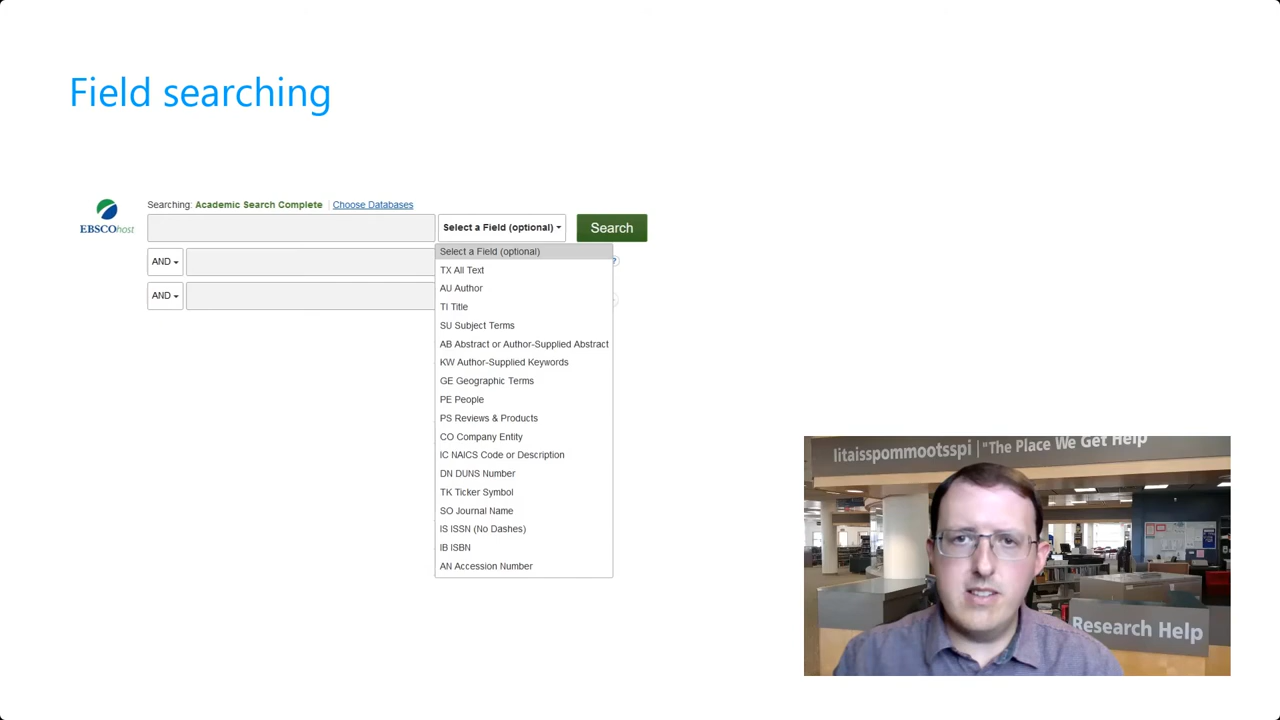 Field searching
Searching: Academic Search Complete Choose Databases
EBSCOhost
Select a Field (optional)
Search
Select a Field (optional)
AND
?
TX All Text
AU Author
AND
TI Title
SU Subject Terms
AB Abstract or Author-Supplied Abstract
KW Author-Supplied Keywords
GE Geographic Terms
PE People
PS Reviews & Products
CO Company Entity
IC NAICS Code or Description
DN DUNS Number
TK Ticker Symbol
SO Journal Name
IS ISSN (No Dashes)
IB ISBN
AN Accession Number
Iitaisspommootsspi | "The Place We Get Help
Research Help